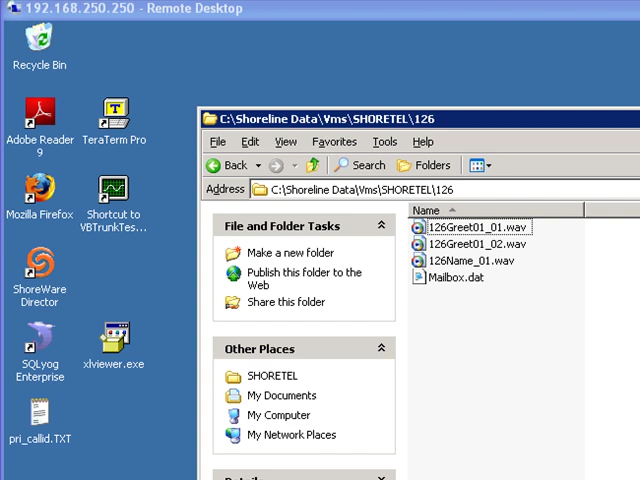 192.168.250.250 - Remote Desktop
Recycle Bin
Adobe Reader
9
TeraTerm Pro
Mozilla Firefox
Shortcut to
VBTrunkTes...
ShoreWare
Director
SQLyog
Enterprise
xlviewer.exe
pri_callid.TXT
C:\Shoreline Data\Vms\SHORETEL\126
File Edit View Favorites Tools Help
Back Search Folders
Address C:\Shoreline Data\Vms\SHORETEL\126
File and Folder Tasks
Make a new folder
Publish this folder to the
Web
Share this folder
Other Places
SHORETEL
My Documents
My Computer
My Network Places
Name
126Greet01_01.wav
126Greet01_02.wav
126Name_01.wav
Mailbox.dat